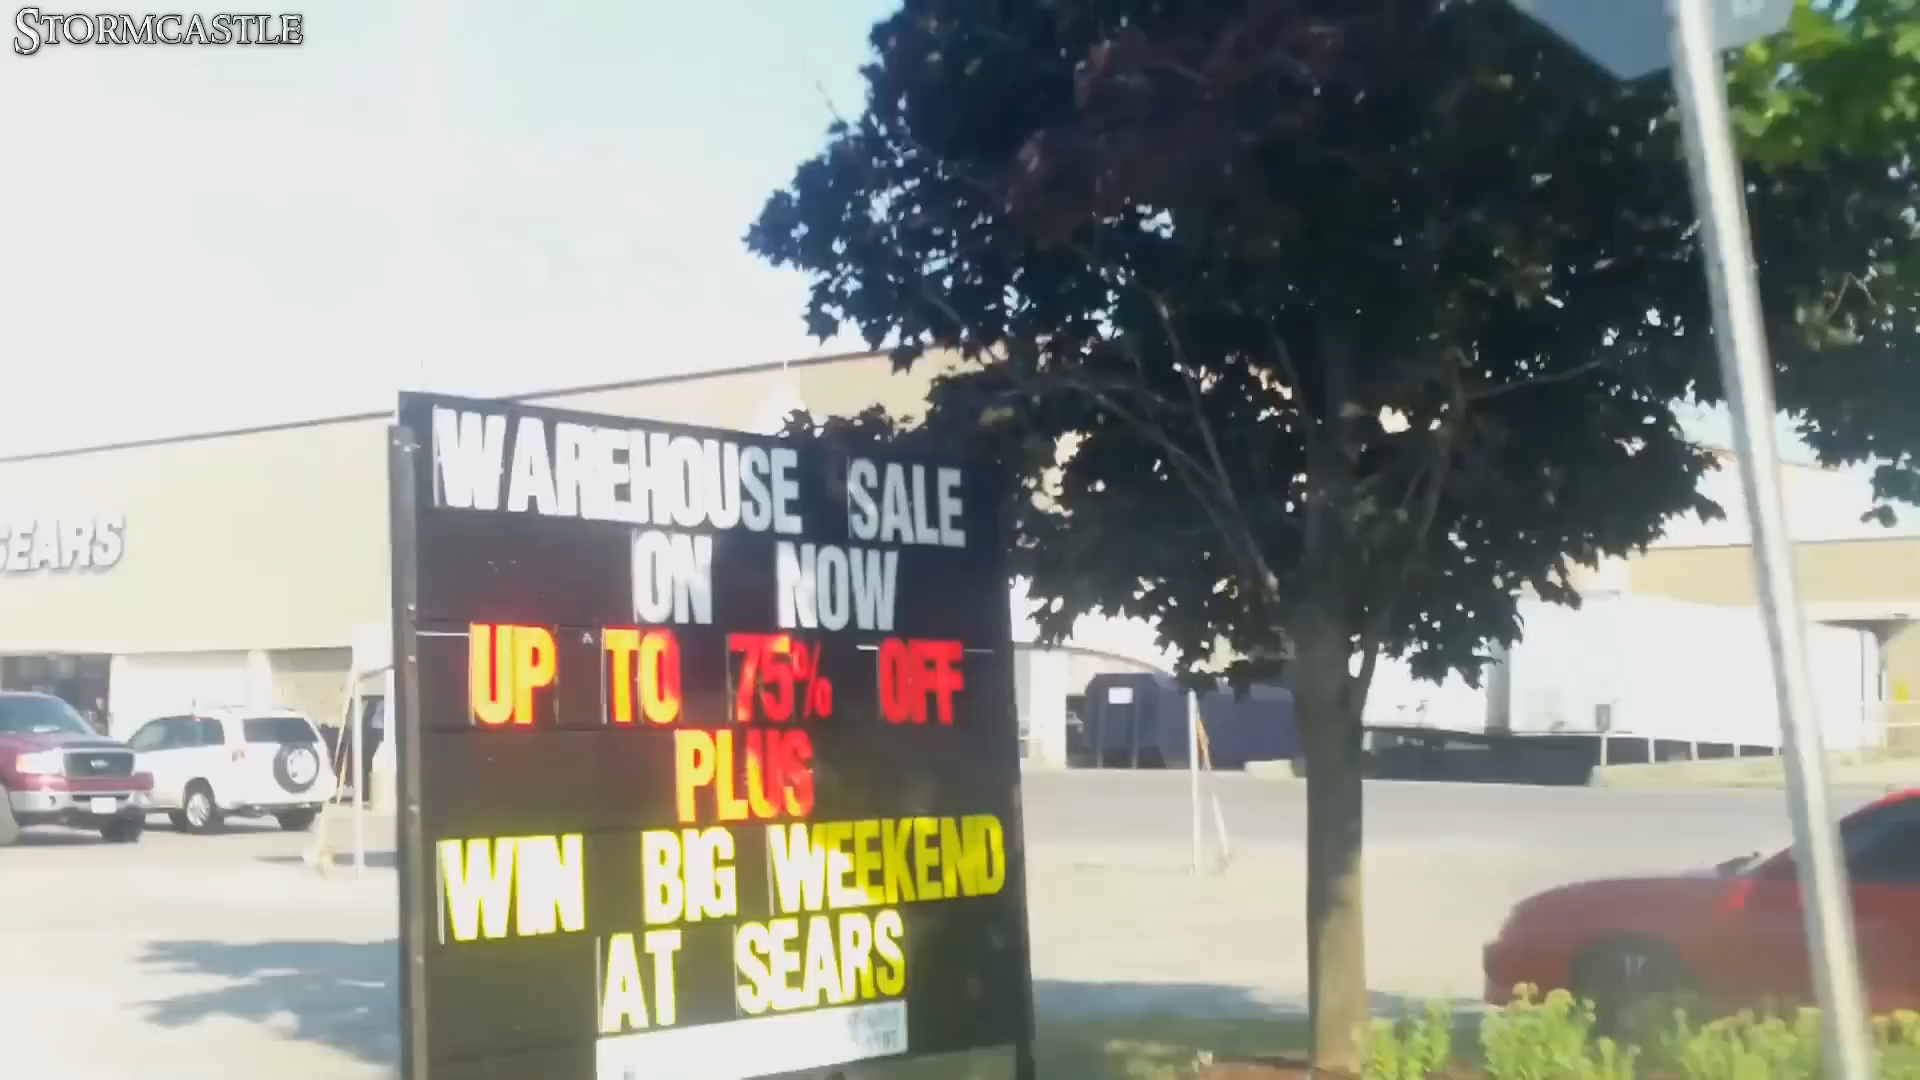 STORMCASTLE
WAREHOUSE SALE
ON NOW
UP TO 75% OFF
PLUS
WIN BIG WEEKEND
AT SEARS
SEARS